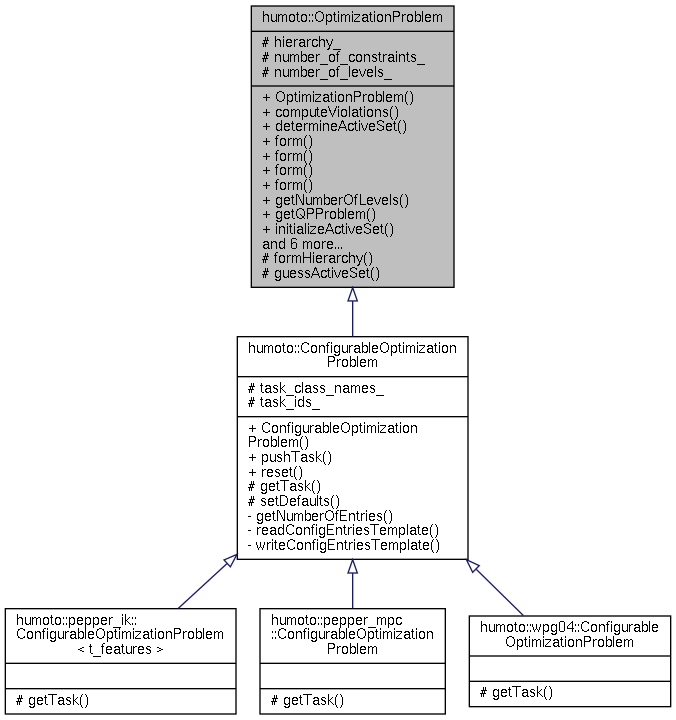 humoto::OptimizationProblem
# hierarchy_
# number_of_constraints_
# number_of_levels_
+ OptimizationProblem()
+ computeViolations()
+ determineActiveSet()
+ form()
+ form()
+ form()
+ form()
+ getNumberOfLevels()
+ getQPProblem()
+ initializeActiveSet()
and 6 more...
# formHierarchy()
# guessActiveSet()
humoto::ConfigurableOptimization
Problem
# task_class_names_
# task_ids_
+ ConfigurableOptimization
Problem()
+ pushTask()
+ reset()
# getTask()
# setDefaults()
- getNumberOfEntries()
- readConfigEntriesTemplate()
- writeConfigEntriesTemplate()
humoto::pepper_ik::
ConfigurableOptimizationProblem
< t_features >
# getTask()
humoto::pepper_mpc
::ConfigurableOptimization
Problem
# getTask()
humoto::wpg04::Configurable
OptimizationProblem
# getTask()